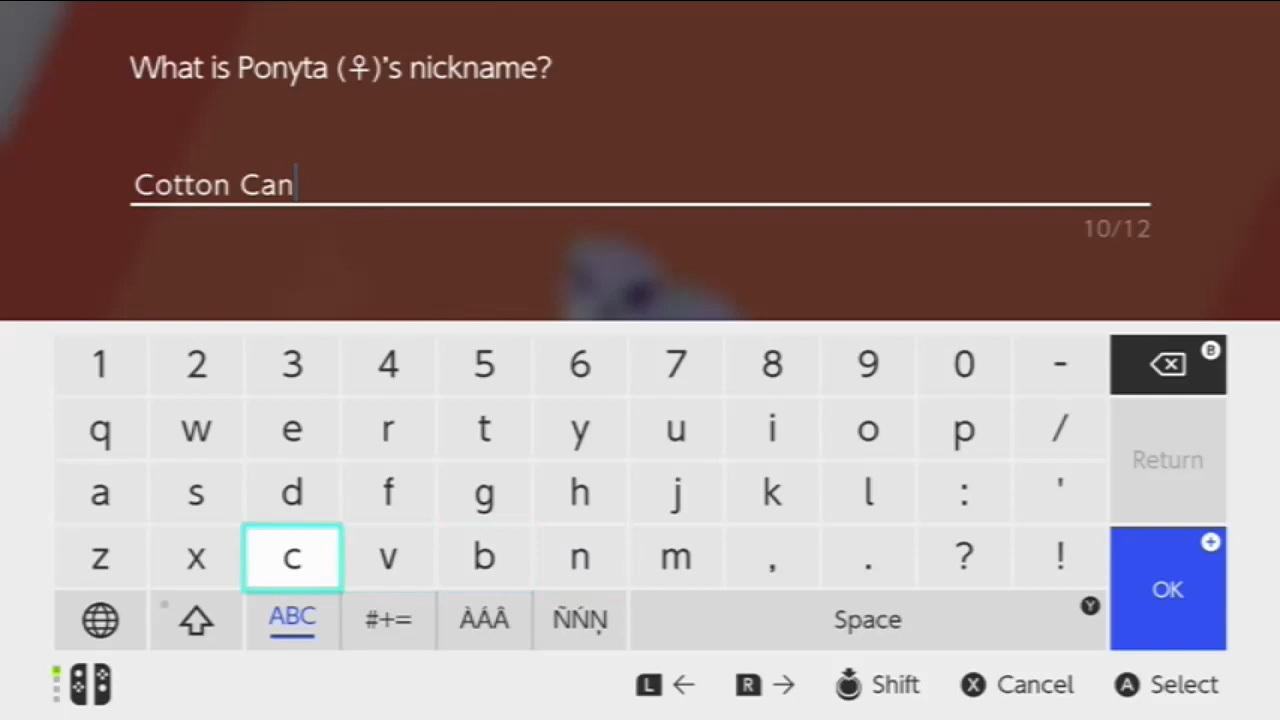 What is Ponyta (♀)'s nickname?
Cotton Can
10/12
1 2 3 4 5 6 7 8 9 0 - B
q w e r t y u i o p / Return
a s d f g h j k l : '
z x c v b n m , . ? ! + OK
ABC #+= ÀÁÂ ÑŃṆ Space Y
L ← R → Shift X Cancel A Select